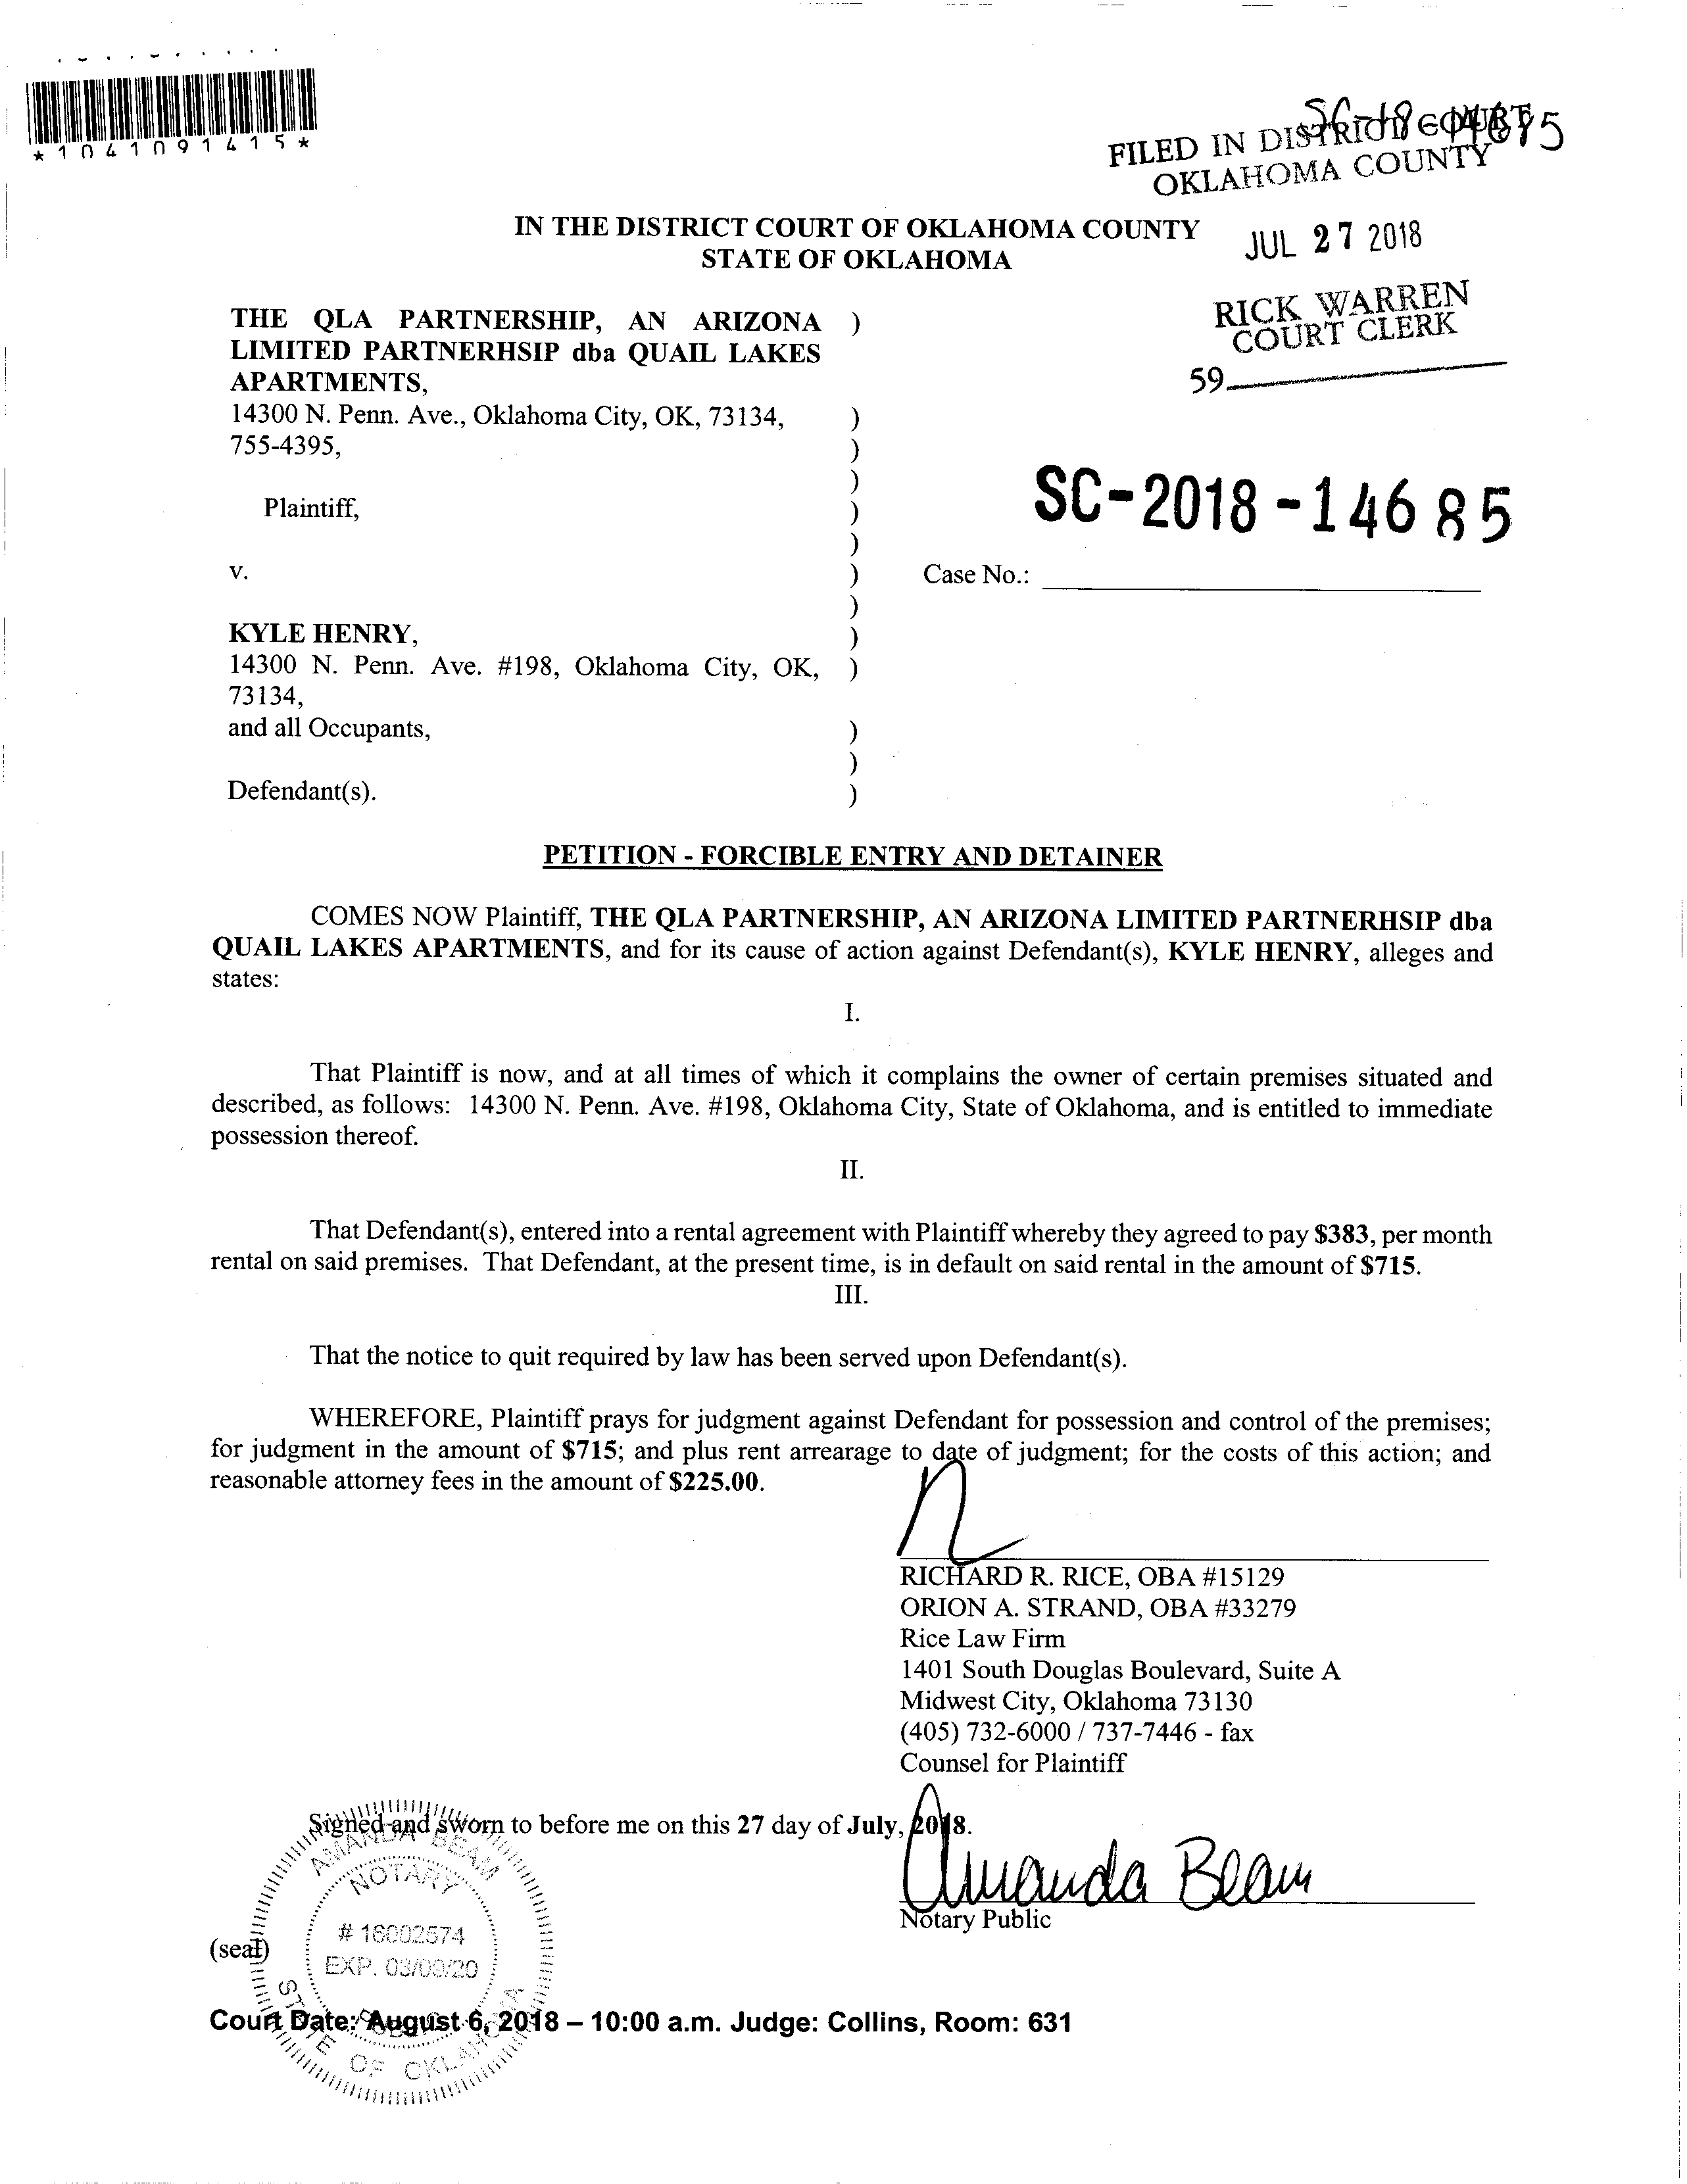 *1041091415*
SC-18-14685
FILED IN DISTRICT COURT
OKLAHOMA COUNTY
IN THE DISTRICT COURT OF OKLAHOMA COUNTY
STATE OF OKLAHOMA
JUL 27 2018
RICK WARREN
COURT CLERK
59
THE QLA PARTNERSHIP, AN ARIZONA )
LIMITED PARTNERHSIP dba QUAIL LAKES
APARTMENTS,
14300 N. Penn. Ave., Oklahoma City, OK, 73134, )
755-4395, )
)
Plaintiff, )
)
SC-2018-14685
v. ) Case No.:
)
KYLE HENRY, )
14300 N. Penn. Ave. #198, Oklahoma City, OK, )
73134,
and all Occupants, )
)
Defendant(s). )
PETITION - FORCIBLE ENTRY AND DETAINER
COMES NOW Plaintiff, THE QLA PARTNERSHIP, AN ARIZONA LIMITED PARTNERHSIP dba
QUAIL LAKES APARTMENTS, and for its cause of action against Defendant(s), KYLE HENRY, alleges and
states:
I.
That Plaintiff is now, and at all times of which it complains the owner of certain premises situated and
described, as follows: 14300 N. Penn. Ave. #198, Oklahoma City, State of Oklahoma, and is entitled to immediate
possession thereof.
II.
That Defendant(s), entered into a rental agreement with Plaintiff whereby they agreed to pay $383, per month
rental on said premises. That Defendant, at the present time, is in default on said rental in the amount of $715.
III.
That the notice to quit required by law has been served upon Defendant(s).
WHEREFORE, Plaintiff prays for judgment against Defendant for possession and control of the premises;
for judgment in the amount of $715; and plus rent arrearage to date of judgment; for the costs of this action; and
reasonable attorney fees in the amount of $225.00.
RICHARD R. RICE, OBA #15129
ORION A. STRAND, OBA #33279
Rice Law Firm
1401 South Douglas Boulevard, Suite A
Midwest City, Oklahoma 73130
(405) 732-6000 / 737-7446 - fax
Counsel for Plaintiff
Signed and sworn to before me on this 27 day of July, 2018.
Amanda Beam
Notary Public
(seal)
AMANDA BEAM
NOTARY
# 16002574
EXP.
STATE OF OKLAHOMA
Court Date: August 6, 2018 – 10:00 a.m. Judge: Collins, Room: 631